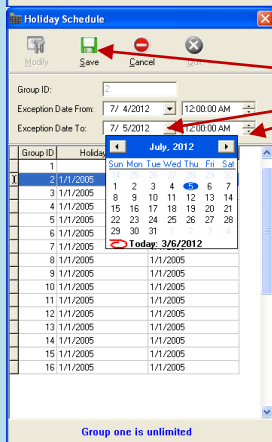 Holiday Schedule
Modify Save Cancel Quit
Group ID: 2
Exception Date From: 7/ 4/2012 12:00:00 AM
Exception Date To: 7/ 5/2012 12:00:00 AM
July, 2012
Group ID Holiday
Sun Mon Tue Wed Thu Fri Sat
24 25 26 27 28 29 30
1 2 3 4 5 6 7
8 9 10 11 12 13 14
15 16 17 18 19 20 21
22 23 24 25 26 27 28
29 30 31 1 2 3 4
Today: 3/6/2012
1
2 1/1/2005
3 1/1/2005
4 1/1/2005
5 1/1/2005
6 1/1/2005
7 1/1/2005 1/1/2005
8 1/1/2005 1/1/2005
9 1/1/2005 1/1/2005
10 1/1/2005 1/1/2005
11 1/1/2005 1/1/2005
12 1/1/2005 1/1/2005
13 1/1/2005 1/1/2005
14 1/1/2005 1/1/2005
15 1/1/2005 1/1/2005
16 1/1/2005 1/1/2005
Group one is unlimited